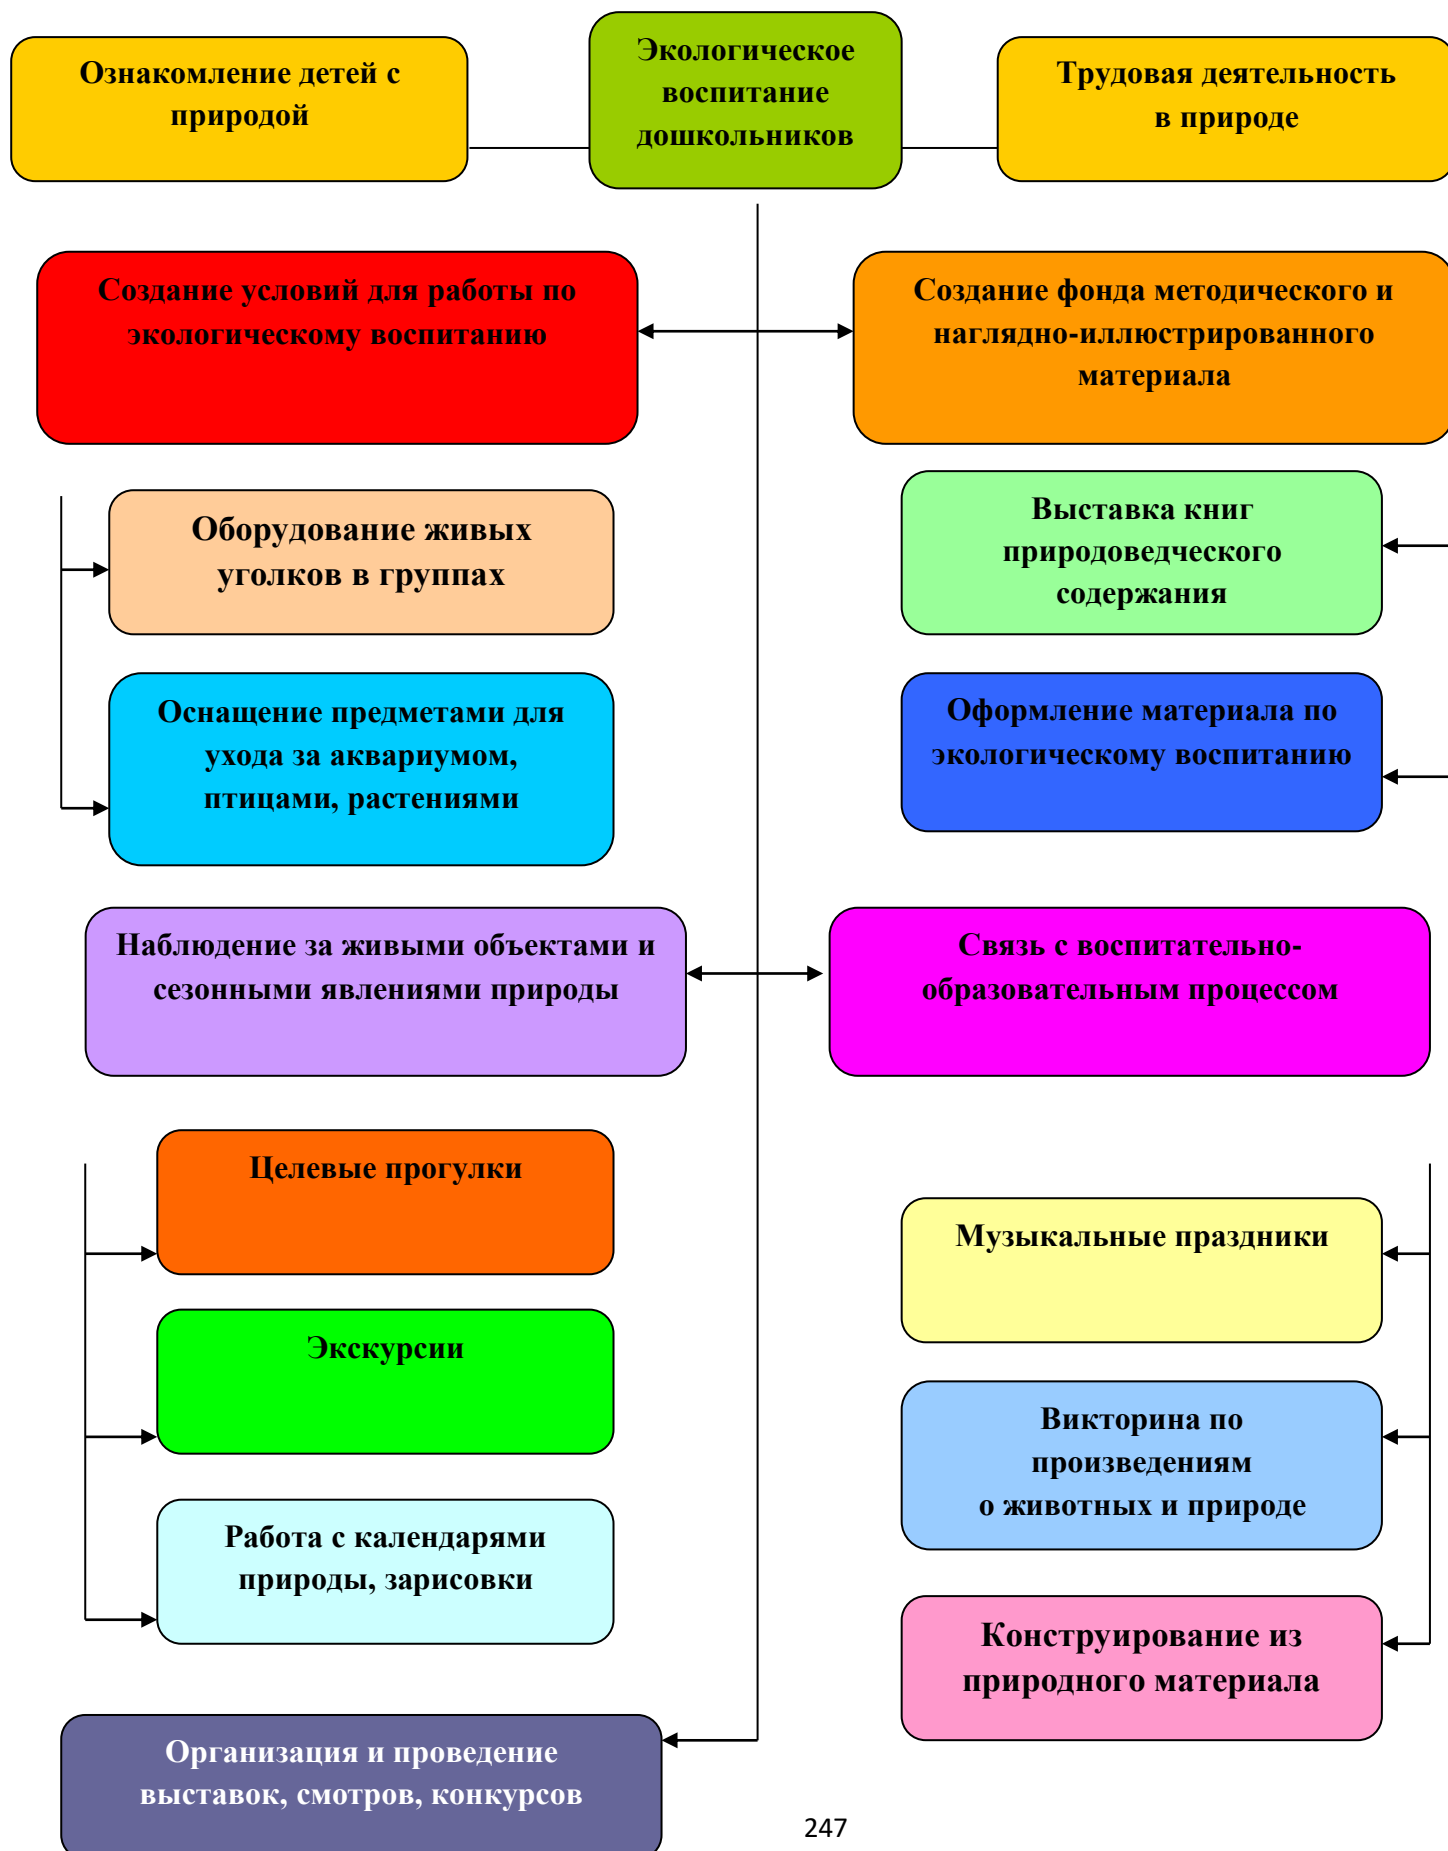 Ознакомление детей с
природой
Экологическое
воспитание
дошкольников
Трудовая деятельность
в природе
Создание условий для работы по
экологическому воспитанию
Создание фонда методического и
наглядно-иллюстрированного
материала
Оборудование живых
уголков в группах
Выставка книг
природоведческого
содержания
Оснащение предметами для
ухода за аквариумом,
птицами, растениями
Оформление материала по
экологическому воспитанию
Наблюдение за живыми объектами и
сезонными явлениями природы
Связь с воспитательно-
образовательным процессом
Целевые прогулки
Музыкальные праздники
Экскурсии
Викторина по
произведениям
о животных и природе
Работа с календарями
природы, зарисовки
Конструирование из
природного материала
Организация и проведение
выставок, смотров, конкурсов
247